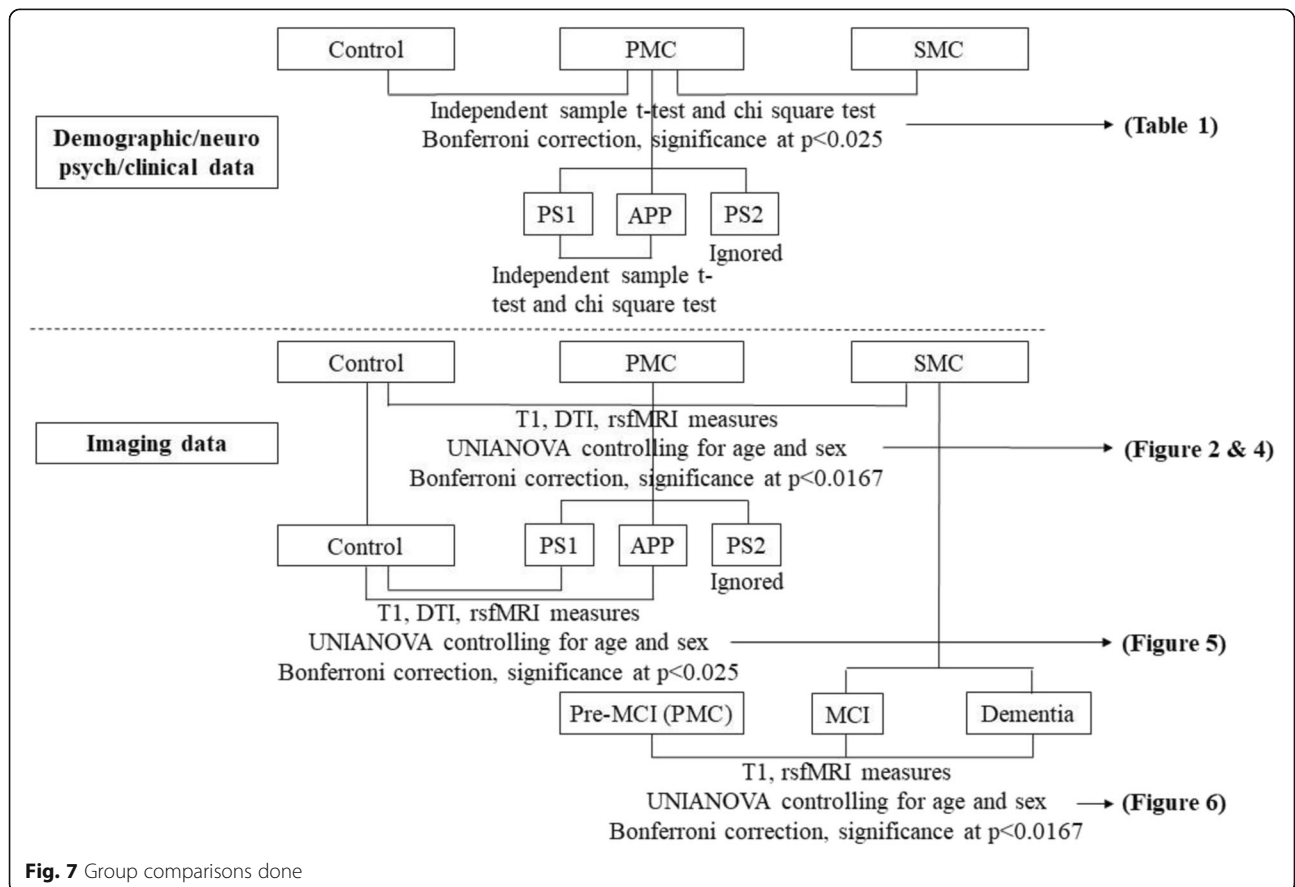 Control PMC SMC
Independent sample t-test and chi square test
Bonferroni correction, significance at p<0.025
(Table 1)
Demographic/neuro
psych/clinical data
PS1 APP PS2
Ignored
Independent sample t-
test and chi square test
Control PMC SMC
Imaging data
T1, DTI, rsfMRI measures
UNIANOVA controlling for age and sex
Bonferroni correction, significance at p<0.0167
(Figure 2 & 4)
Control PS1 APP PS2
Ignored
T1, DTI, rsfMRI measures
UNIANOVA controlling for age and sex
Bonferroni correction, significance at p<0.025
(Figure 5)
Pre-MCI (PMC) MCI Dementia
T1, rsfMRI measures
UNIANOVA controlling for age and sex
Bonferroni correction, significance at p<0.0167
(Figure 6)
Fig. 7 Group comparisons done